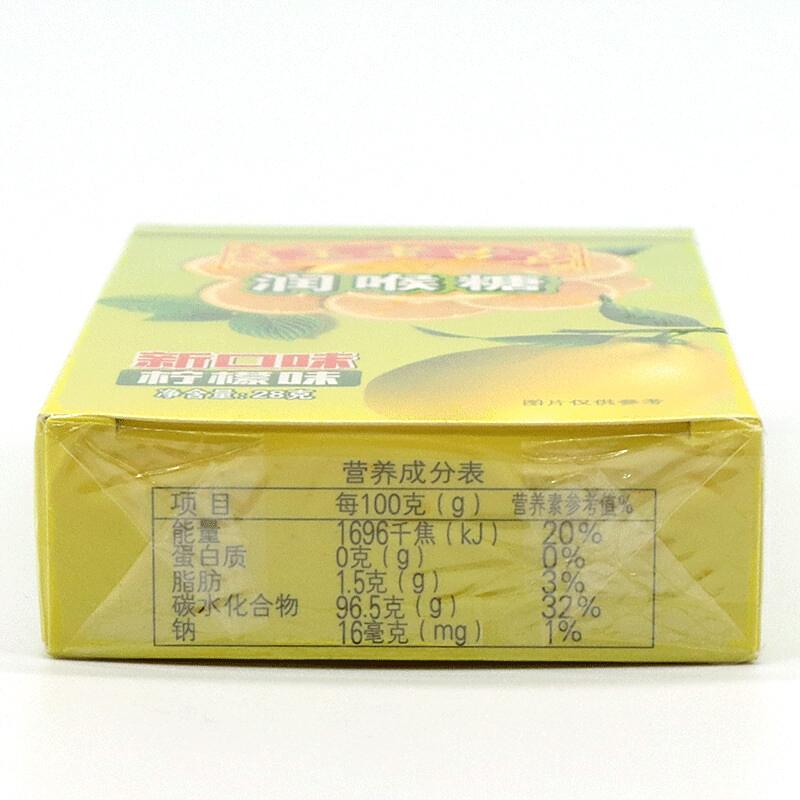 润喉糖
新口味
柠檬味
净含量:28克
图片仅供参考
营养成分表
项目 每100克(g) 营养素参考值%
能量 1696千焦(kJ) 20%
蛋白质 0克(g) 0%
脂肪 1.5克(g) 3%
碳水化合物 96.5克(g) 32%
钠 16毫克(mg) 1%